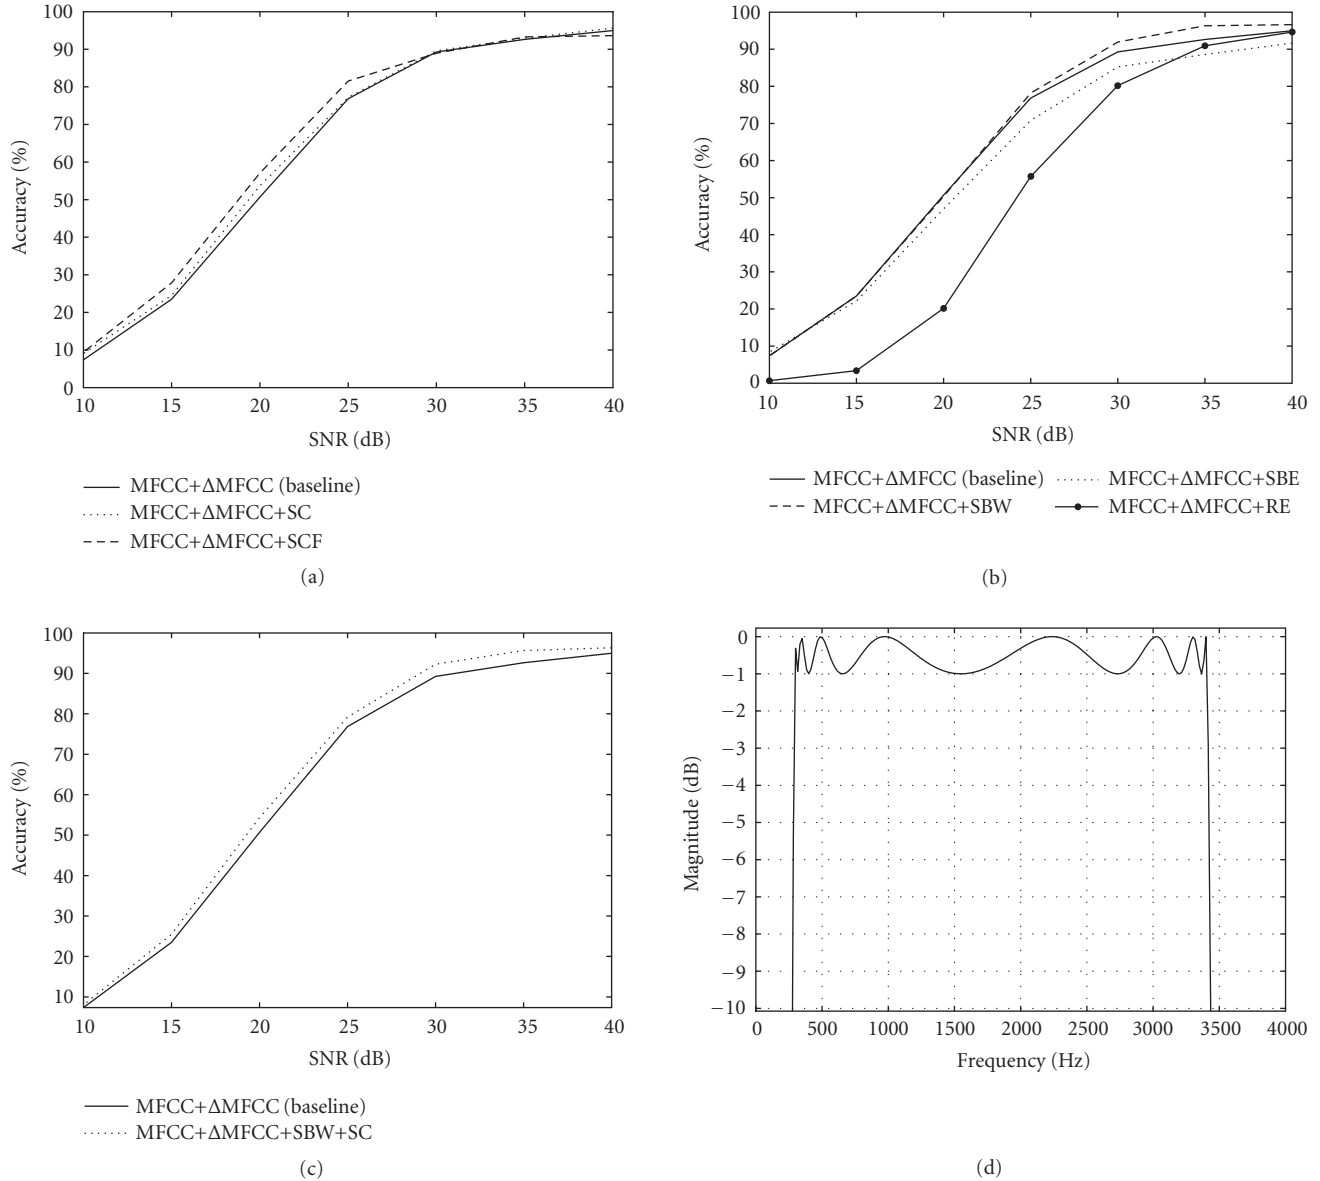 100
90
80
70
60
50
40
30
20
10
0
Accuracy (%)
10 15 20 25 30 35 40
SNR (dB)
MFCC+ΔMFCC (baseline)
MFCC+ΔMFCC+SC
MFCC+ΔMFCC+SCF
(a)
100
90
80
70
60
50
40
30
20
10
0
Accuracy (%)
10 15 20 25 30 35 40
SNR (dB)
MFCC+ΔMFCC (baseline)
MFCC+ΔMFCC+SBW
MFCC+ΔMFCC+SBE
MFCC+ΔMFCC+RE
(b)
100
90
80
70
60
50
40
30
20
10
Accuracy (%)
10 15 20 25 30 35 40
SNR (dB)
MFCC+ΔMFCC (baseline)
MFCC+ΔMFCC+SBW+SC
(c)
0
−1
−2
−3
−4
−5
−6
−7
−8
−9
−10
Magnitude (dB)
0 500 1000 1500 2000 2500 3000 3500 4000
Frequency (Hz)
(d)